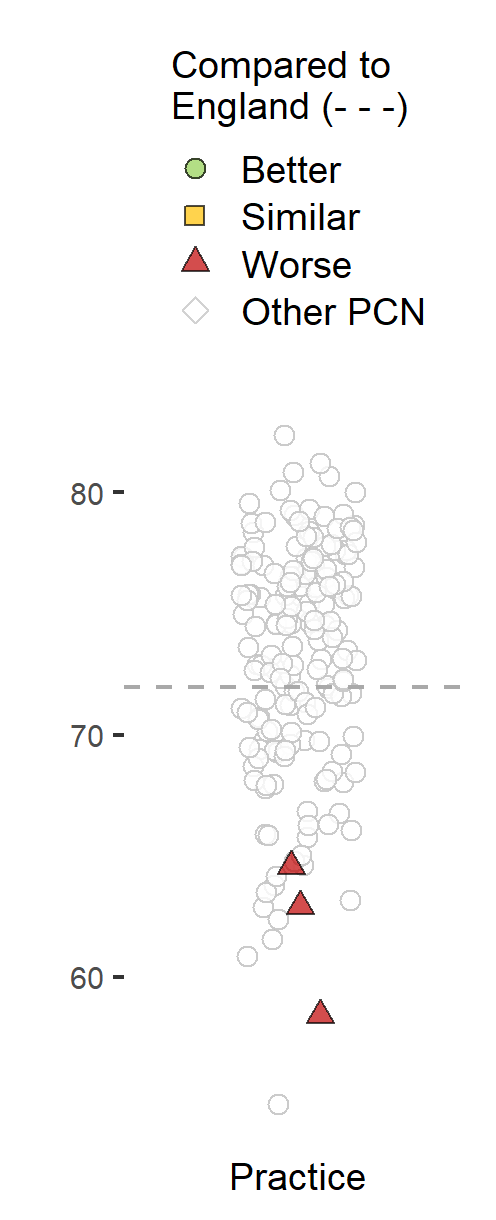 Compared to
England (- - -)
Better
Similar
Worse
Other PCN
80
70
60
Practice